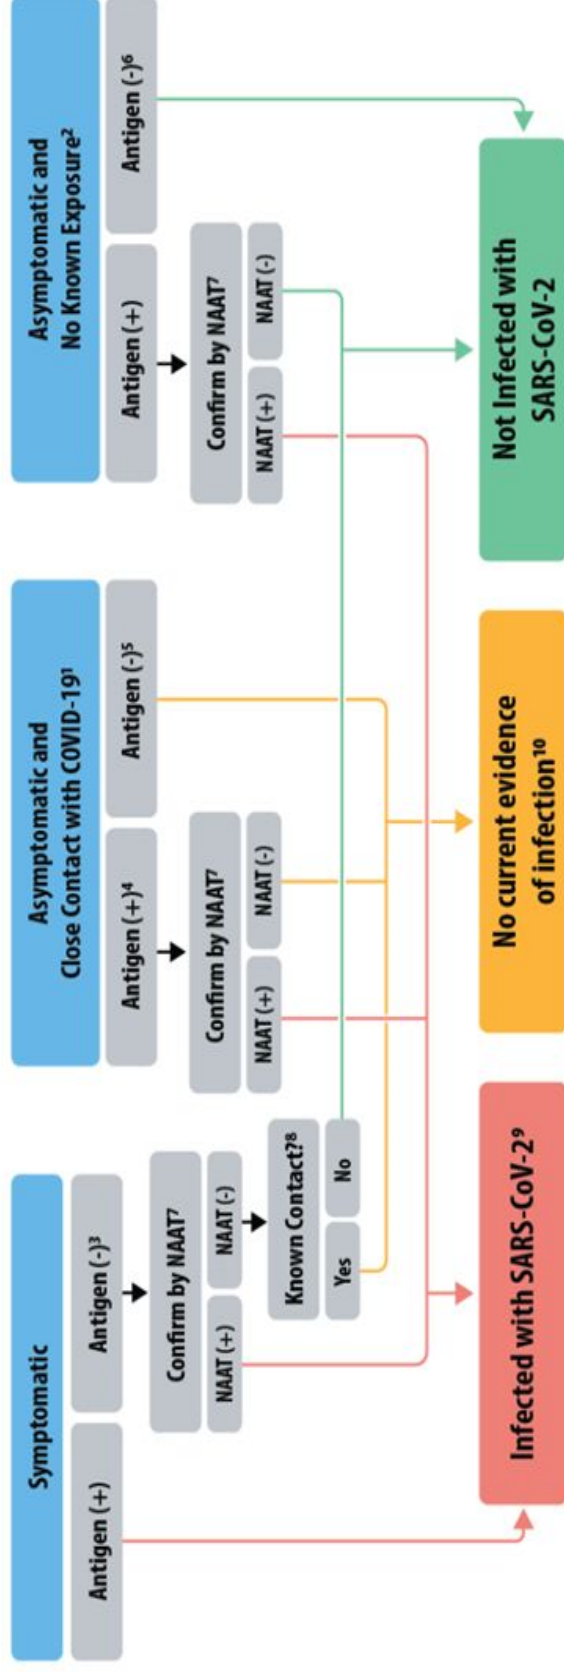 Symptomatic
Antigen (+)
Antigen (-)³
Confirm by NAAT⁷
NAAT (+)
NAAT (-)
Known Contact?⁸
Yes
No
Asymptomatic and
Close Contact with COVID-19¹
Antigen (+)⁴
Antigen (-)⁵
Confirm by NAAT⁷
NAAT (+)
NAAT (-)
Asymptomatic and
No Known Exposure²
Antigen (+)
Antigen (-)⁶
Confirm by NAAT⁷
NAAT (+)
NAAT (-)
Infected with SARS-CoV-2⁹
No current evidence
of infection¹⁰
Not Infected with
SARS-CoV-2